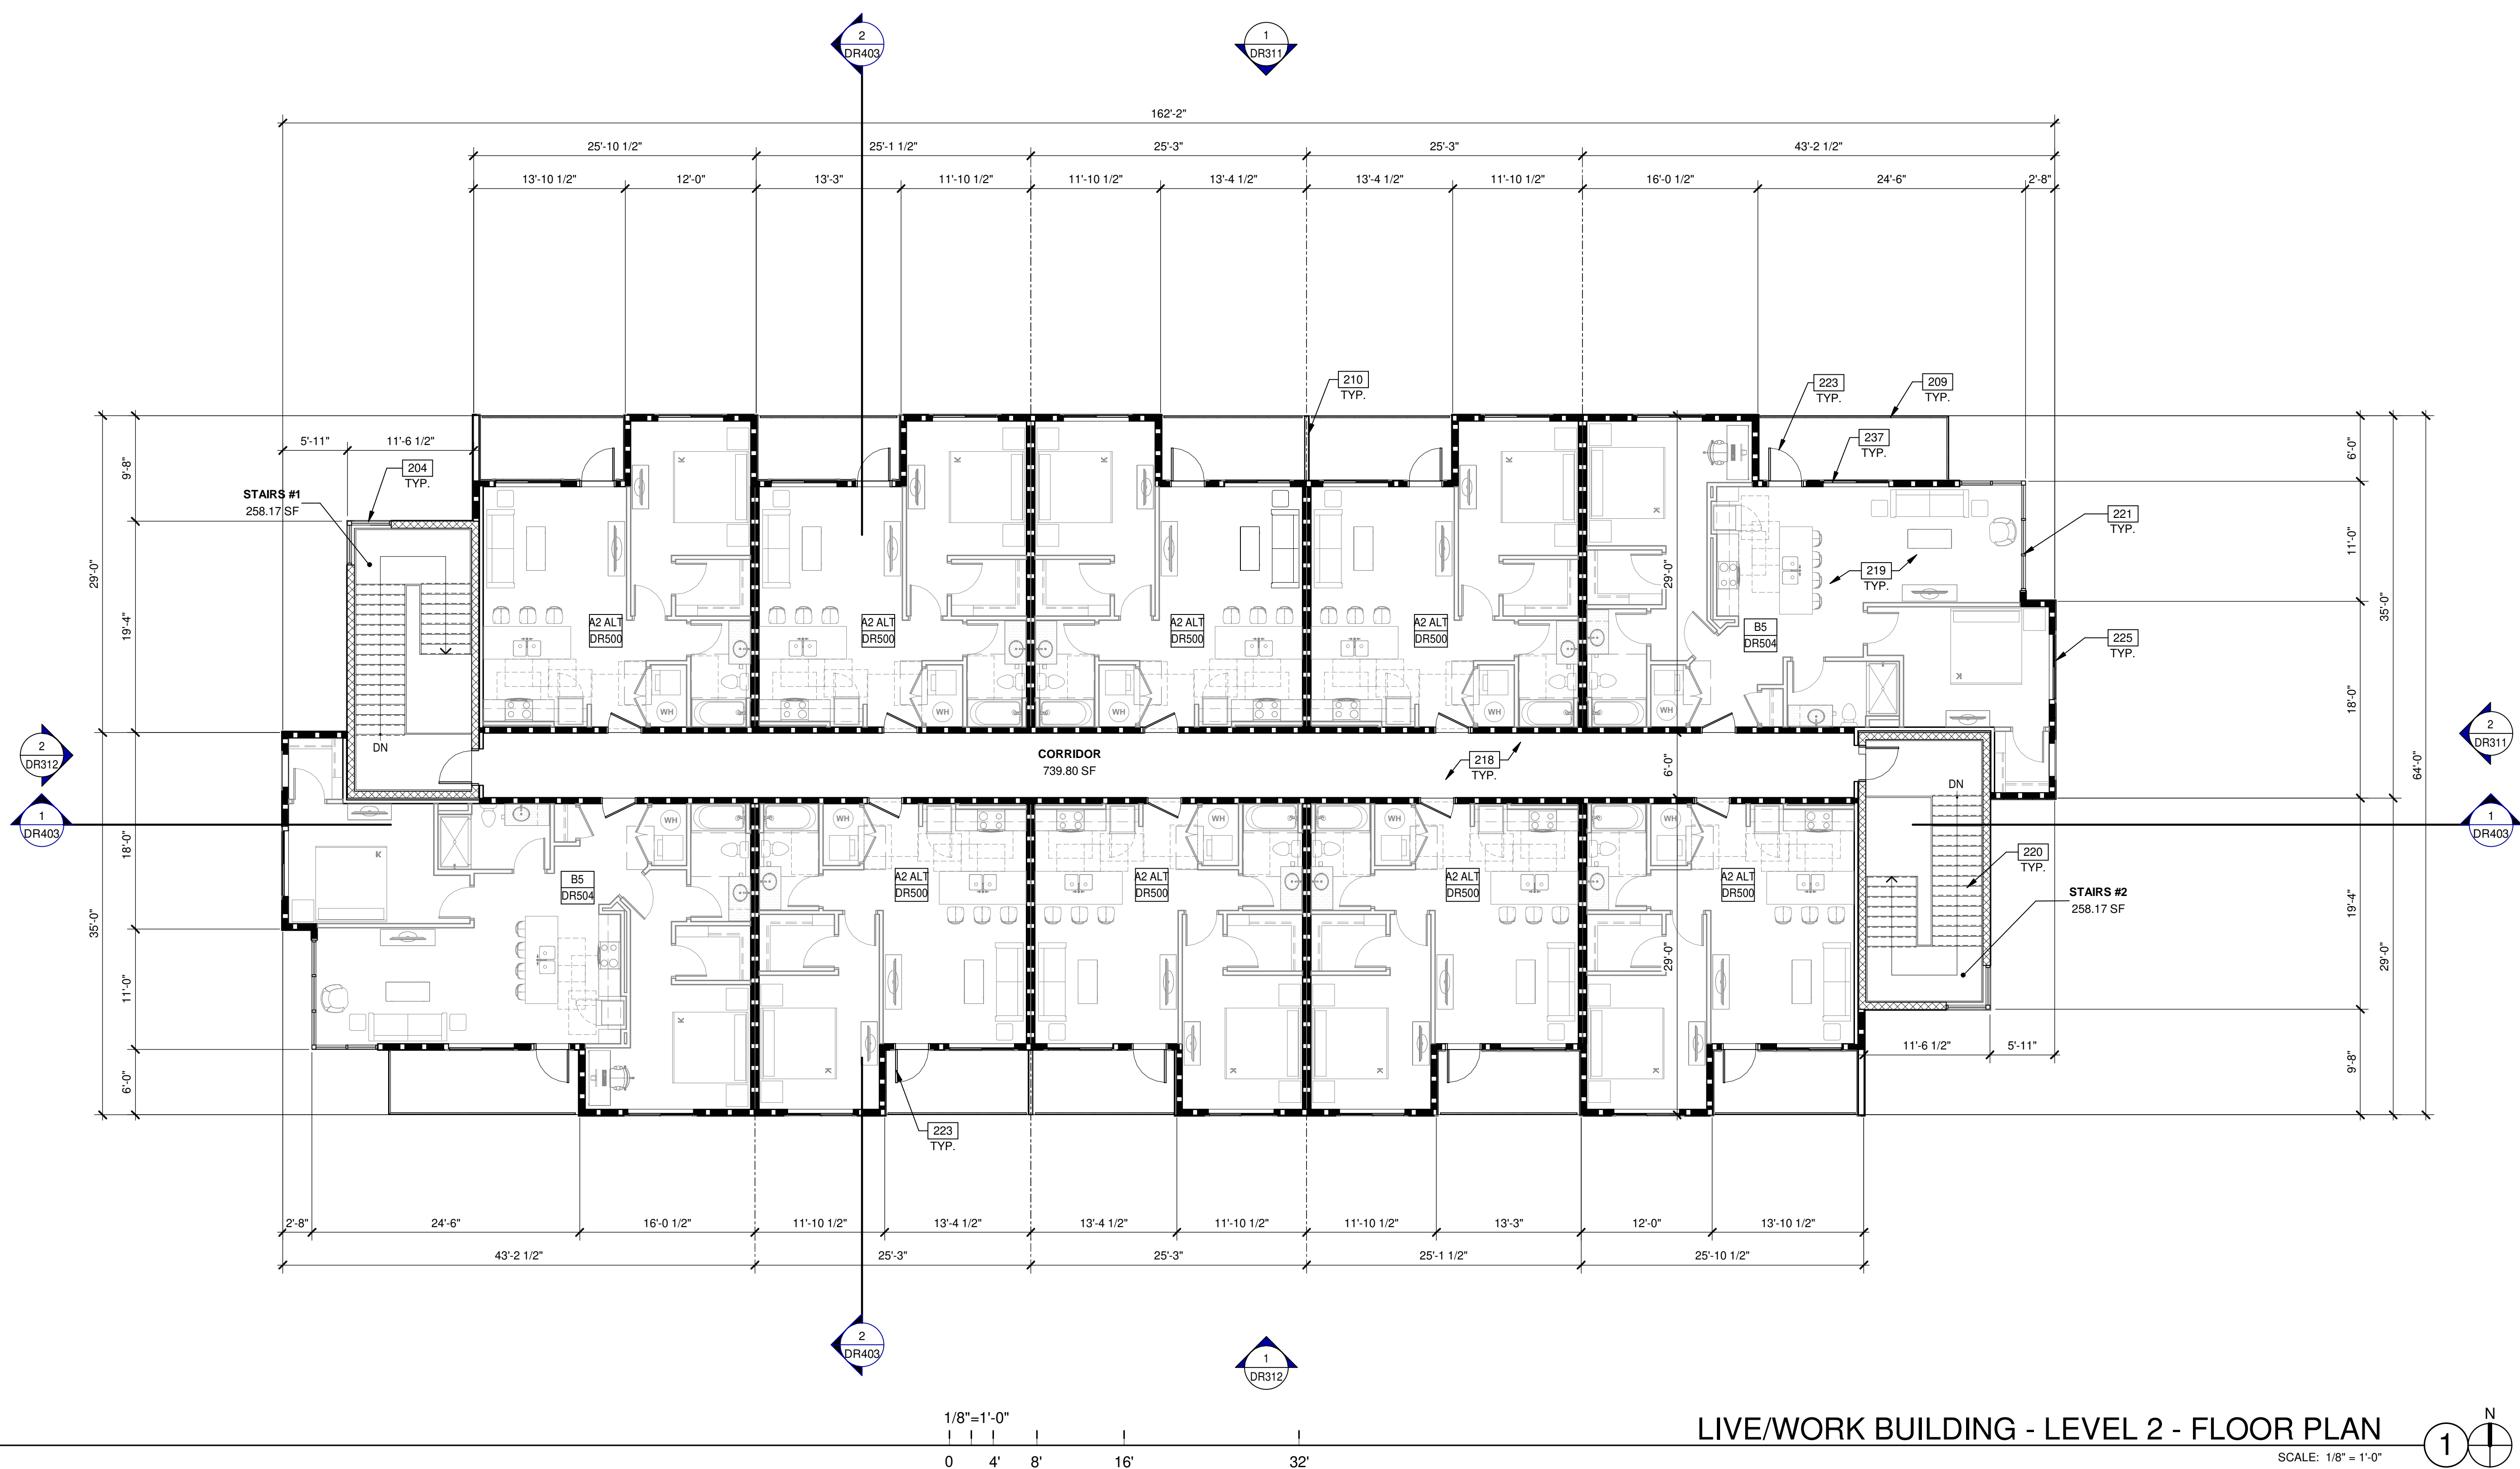 2
DR403
1
DR311
162'-2"
25'-10 1/2"
25'-1 1/2"
25'-3"
25'-3"
43'-2 1/2"
13'-10 1/2"
12'-0"
13'-3"
11'-10 1/2"
11'-10 1/2"
13'-4 1/2"
13'-4 1/2"
11'-10 1/2"
16'-0 1/2"
24'-6"
2'-8"
210
TYP.
223
TYP.
209
TYP.
237
TYP.
5'-11"
11'-6 1/2"
204
TYP.
STAIRS #1
258.17 SF
9'-8"
29'-0"
19'-4"
6'-0"
11'-0"
35'-0"
18'-0"
64'-0"
K
K
K
K
K
K
29'-0"
221
TYP.
219
TYP.
225
TYP.
A2 ALT
DR500
A2 ALT
DR500
A2 ALT
DR500
A2 ALT
DR500
B5
DR504
WH
WH
WH
WH
WH
DN
2
DR312
2
DR311
CORRIDOR
739.80 SF
218
TYP.
6'-0"
DN
1
DR403
1
DR403
18'-0"
35'-0"
11'-0"
6'-0"
WH
WH
WH
WH
WH
K
B5
DR504
A2 ALT
DR500
A2 ALT
DR500
A2 ALT
DR500
A2 ALT
DR500
220
TYP.
STAIRS #2
258.17 SF
19'-4"
29'-0"
9'-8"
29'-0"
K
K
K
K
K
11'-6 1/2"
5'-11"
223
TYP.
2'-8"
24'-6"
16'-0 1/2"
11'-10 1/2"
13'-4 1/2"
13'-4 1/2"
11'-10 1/2"
11'-10 1/2"
13'-3"
12'-0"
13'-10 1/2"
43'-2 1/2"
25'-3"
25'-3"
25'-1 1/2"
25'-10 1/2"
2
DR403
1
DR312
1/8"=1'-0"
0 4' 8' 16' 32'
LIVE/WORK BUILDING - LEVEL 2 - FLOOR PLAN
SCALE: 1/8" = 1'-0"
1
N